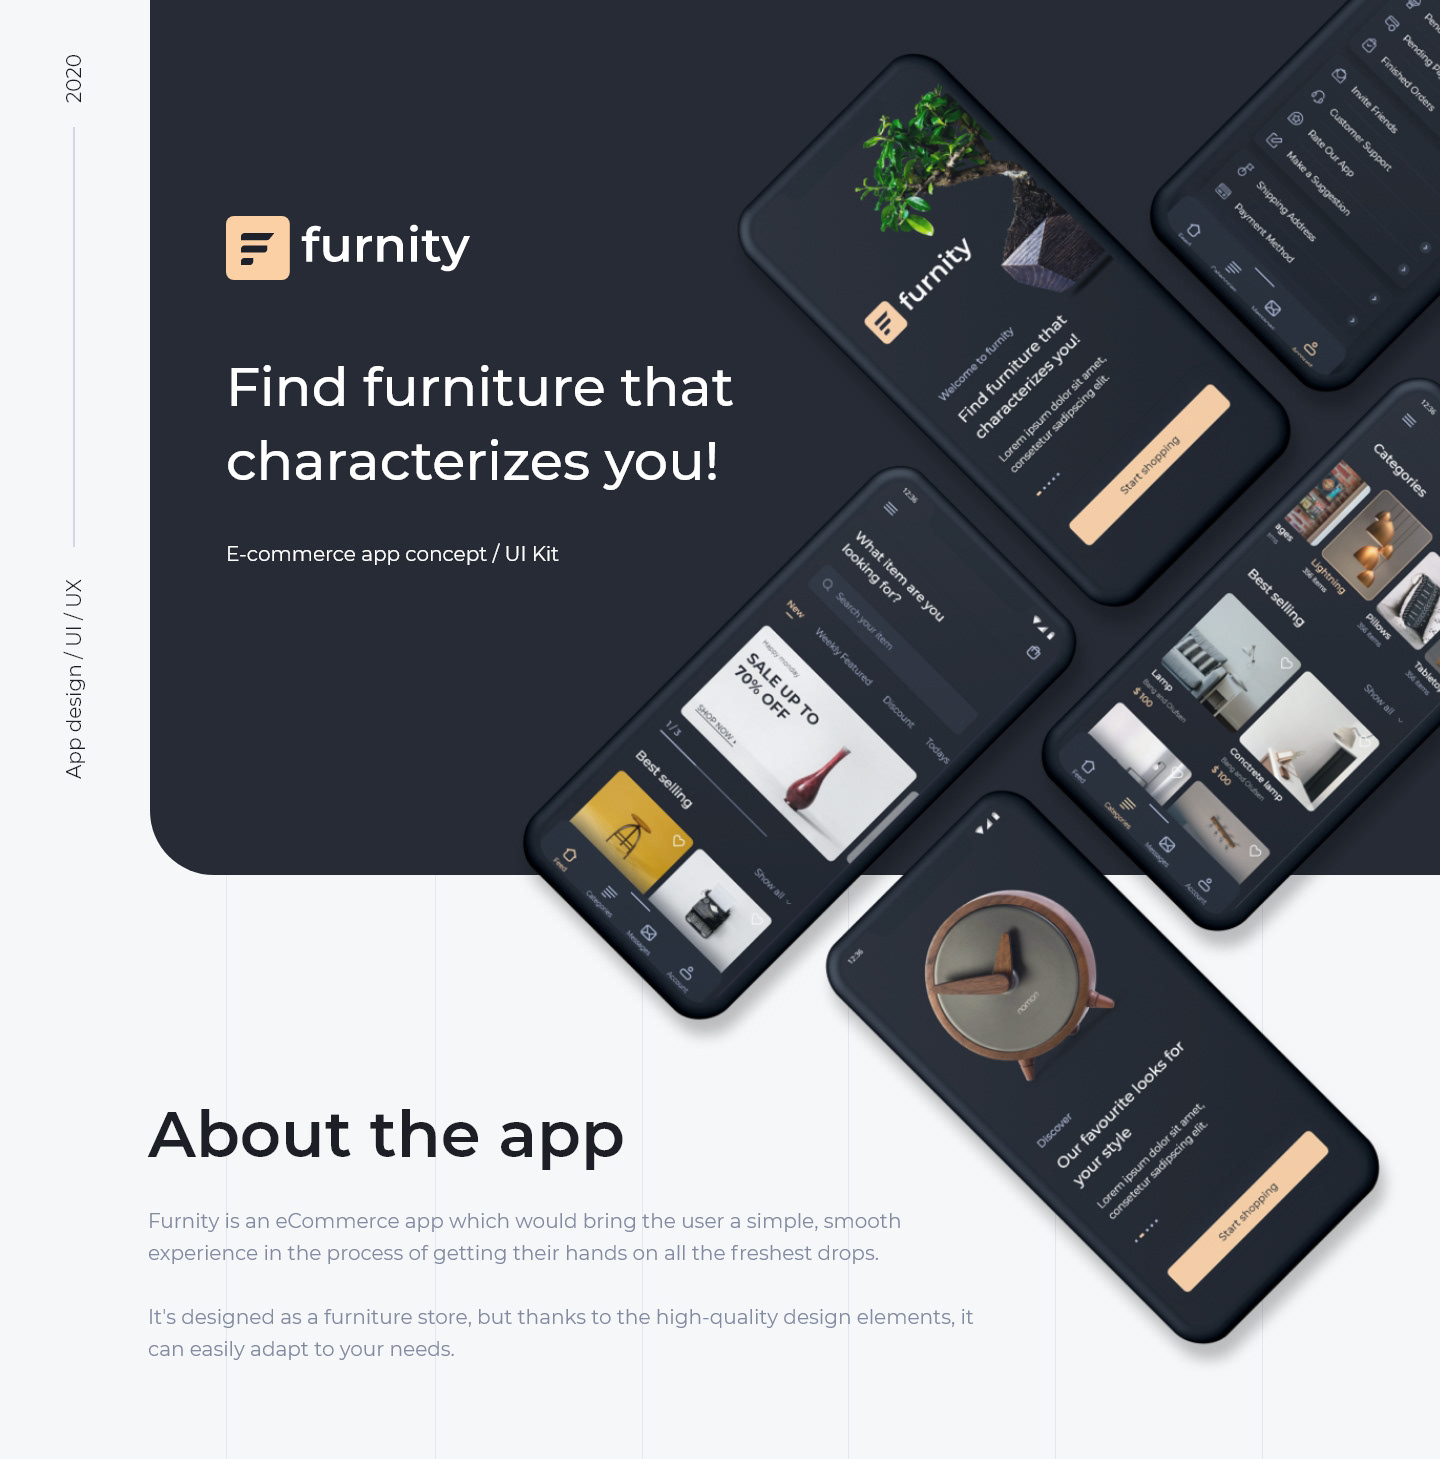 2020
App design / UI / UX
furnity
Find furniture that
characterizes you!
E-commerce app concept / UI Kit
furnity
Welcome to furnity
Find furniture that
characterizes you!
Lorem ipsum dolor sit amet,
consetetur sadipscing elit.
Start shopping
Finished Orders
Invite Friends
Customer Support
Rate Our App
Make a Suggestion
Shipping Address
Payment Method
12:36
What item are you
looking for?
Search your item
New
Weekly Featured
Discount
Todays
Happy monday
SALE UP TO
70% OFF
SHOP NOW
1 / 3
Best selling
Show all
Feed
Categories
Messages
Account
12:36
Categories
ages
Lightning
356 items
Pillows
356 items
Tabletop
356 items
Best selling
Show all
Lamp
Bang and Olufsen
$ 100
Conctrete lamp
Bang and Olufsen
$ 100
Feed
Categories
Messages
Account
12:36
nomon
Discover
Our favourite looks for
your style
Lorem ipsum dolor sit amet,
consetetur sadipscing elit.
Start shopping
About the app
Furnity is an eCommerce app which would bring the user a simple, smooth
experience in the process of getting their hands on all the freshest drops.
It's designed as a furniture store, but thanks to the high-quality design elements, it
can easily adapt to your needs.